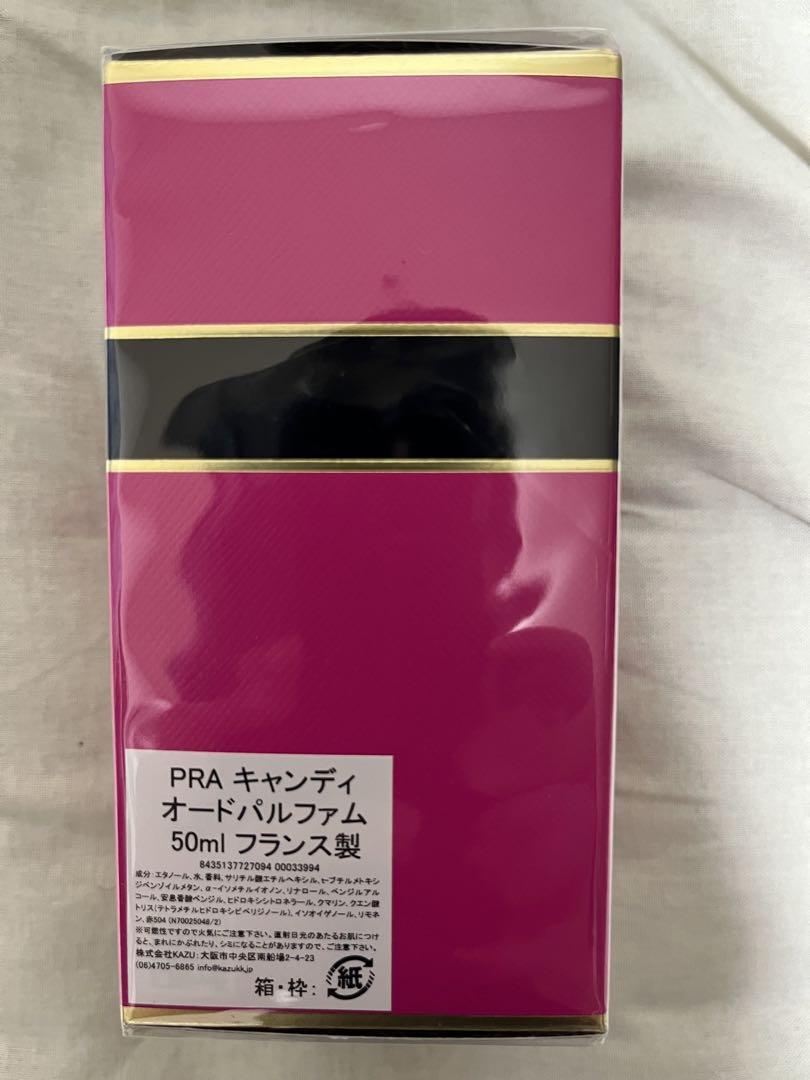 PRA キャンディ
オードパルファム
50ml フランス製
8435137727094 00033994
成分:エタノール、水、香料、サリチル酸エチルヘキシル、t-ブチルメトキシ
ジベンゾイルメタン、α-イソメチルイオノン、リナロール、ベンジルアル
コール、安息香酸ベンジル、ヒドロキシシトロネラール、クマリン、クエン酸
トリス(テトラメチルヒドロキシピペリジノール)、イソオイゲノール、リモネ
ン、赤504 (N70025048/2)
※可燃性ですので火気にご注意下さい。直射日光のあたるお肌につけ
ると、まれにかぶれたり、シミになることがありますので、ご注意下さい。
株式会社KAZU:大阪市中央区南船場2-4-23
(06)4705-6865 info@kazukk.jp
箱・枠: 紙